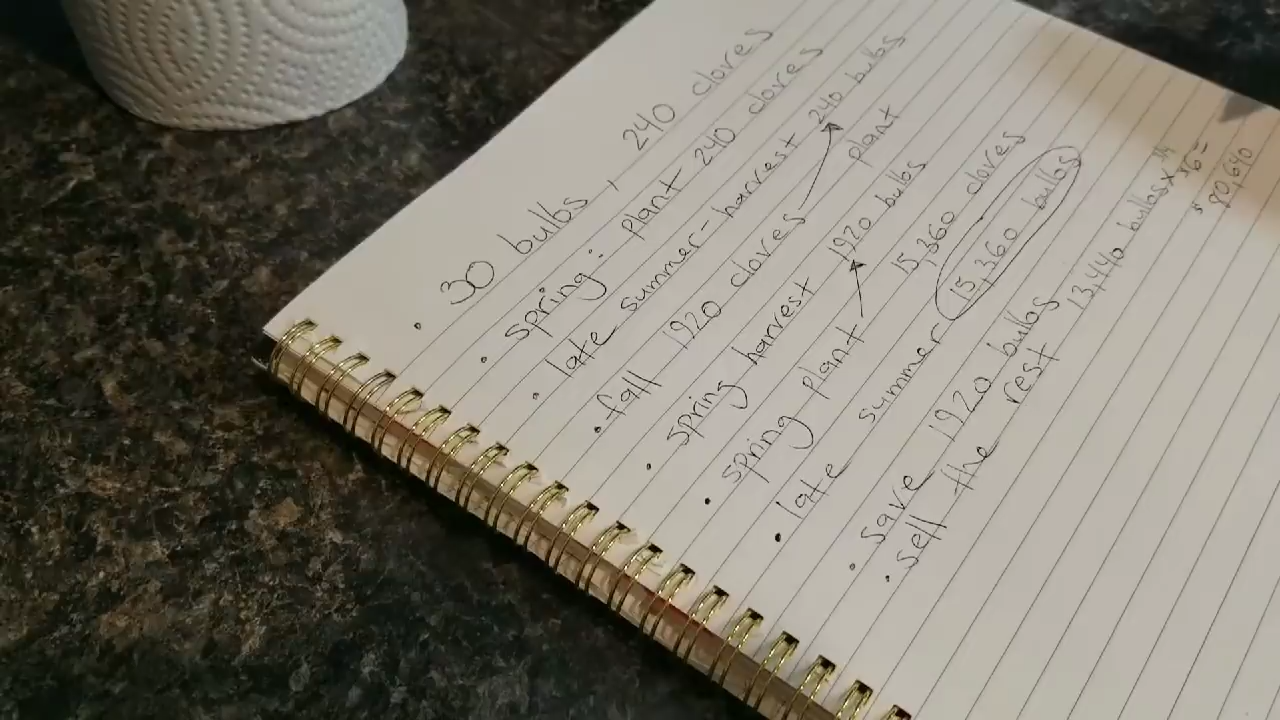 • 30 bulbs, 240 cloves
• spring: plant 240 cloves
• late summer-harvest 240 bulbs
• fall 1920 cloves plant
• spring harvest 1920 bulbs
• spring plant 15,360 cloves
• late summer 15,360 bulbs
• save 1920 bulbs
• sell the rest 13,440 bulbs x
$6=
$80,640